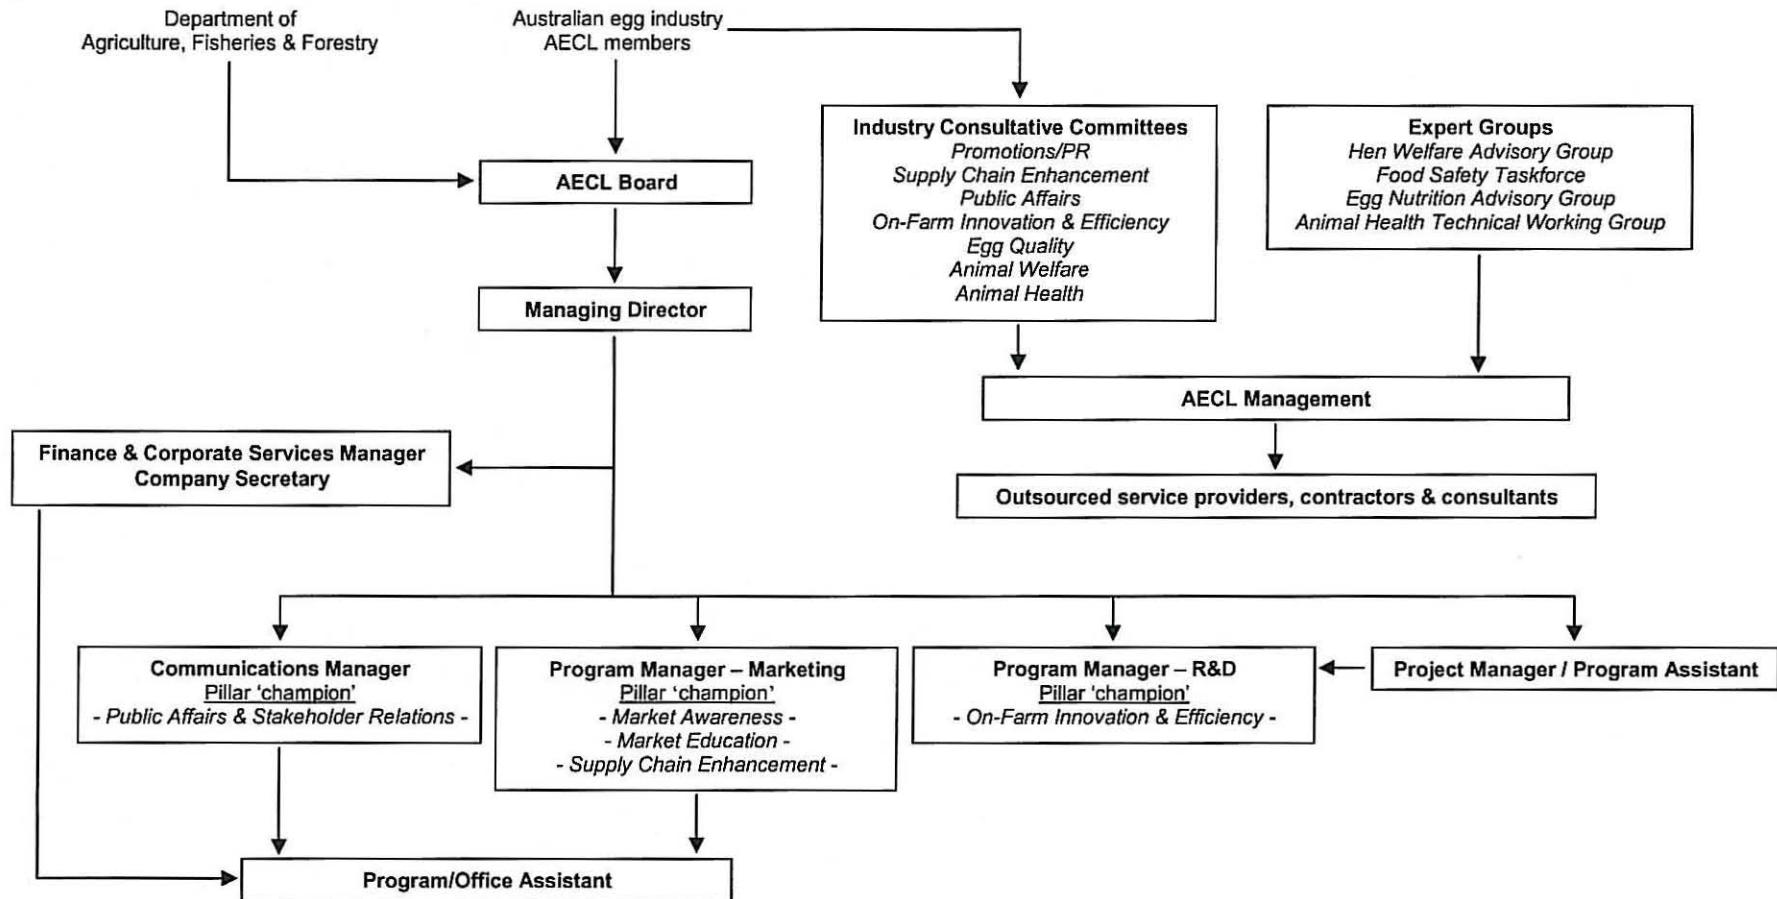 Department of
Agriculture, Fisheries & Forestry
Australian egg industry
AECL members
Industry Consultative Committees
Promotions/PR
Supply Chain Enhancement
Public Affairs
On-Farm Innovation & Efficiency
Egg Quality
Animal Welfare
Animal Health
Expert Groups
Hen Welfare Advisory Group
Food Safety Taskforce
Egg Nutrition Advisory Group
Animal Health Technical Working Group
AECL Board
Managing Director
AECL Management
Finance & Corporate Services Manager
Company Secretary
Outsourced service providers, contractors & consultants
Communications Manager
Pillar 'champion'
- Public Affairs & Stakeholder Relations -
Program Manager – Marketing
Pillar 'champion'
- Market Awareness -
- Market Education -
- Supply Chain Enhancement -
Program Manager – R&D
Pillar 'champion'
- On-Farm Innovation & Efficiency -
Project Manager / Program Assistant
Program/Office Assistant